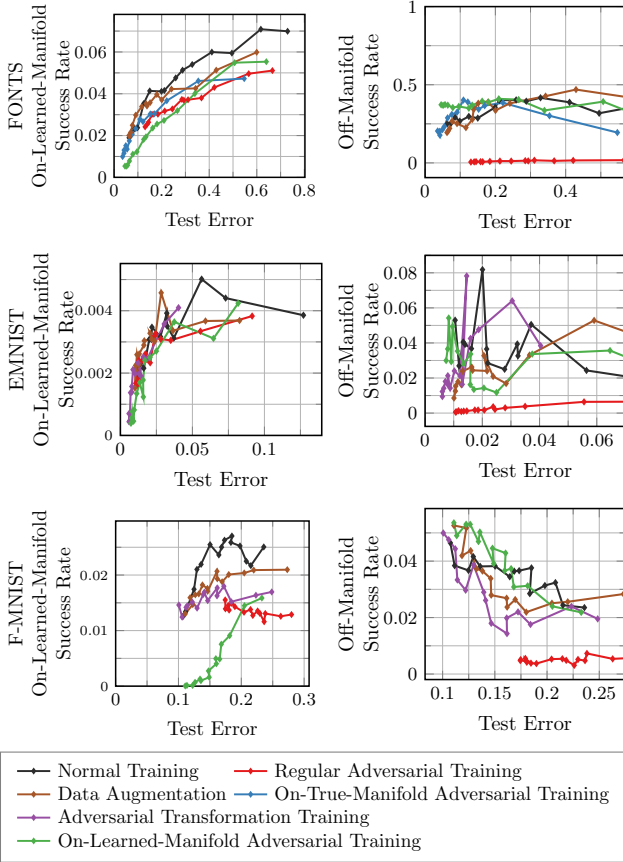 FONTS
On-Learned-Manifold
Success Rate
0.06
0.04
0.02
0
0
0.2
0.4
0.6
0.8
Test Error
Off-Manifold
Success Rate
1
0.5
0
0
0.2
0.4
Test Error
EMNIST
On-Learned-Manifold
Success Rate
0.004
0.002
0
0
0.05
0.1
Test Error
Off-Manifold
Success Rate
0.08
0.06
0.04
0.02
0
0
0.02
0.04
0.06
Test Error
F-MNIST
On-Learned-Manifold
Success Rate
0.02
0.01
0
0
0.1
0.2
0.3
Test Error
Off-Manifold
Success Rate
0.04
0.02
0
0.1
0.15
0.2
0.25
Test Error
Normal Training
Regular Adversarial Training
Data Augmentation
On-True-Manifold Adversarial Training
Adversarial Transformation Training
On-Learned-Manifold Adversarial Training